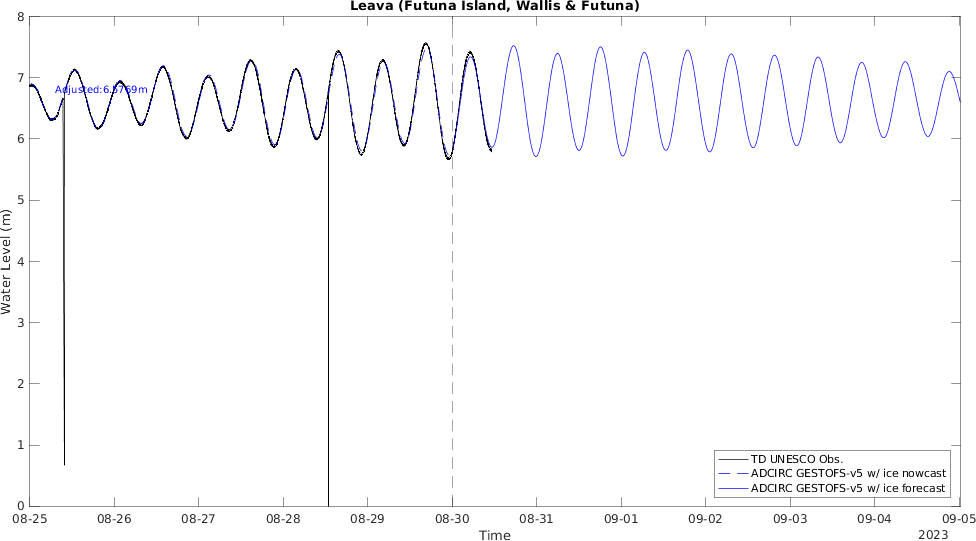 Leava (Futuna Island, Wallis & Futuna)
8
7
6
5
4
3
2
1
0
Water Level (m)
Adjusted:6.5769m
TD UNESCO Obs.
ADCIRC GESTOFS-v5 w/ ice nowcast
ADCIRC GESTOFS-v5 w/ ice forecast
08-25 08-26 08-27 08-28 08-29 08-30 08-31 09-01 09-02 09-03 09-04 09-05
Time
2023